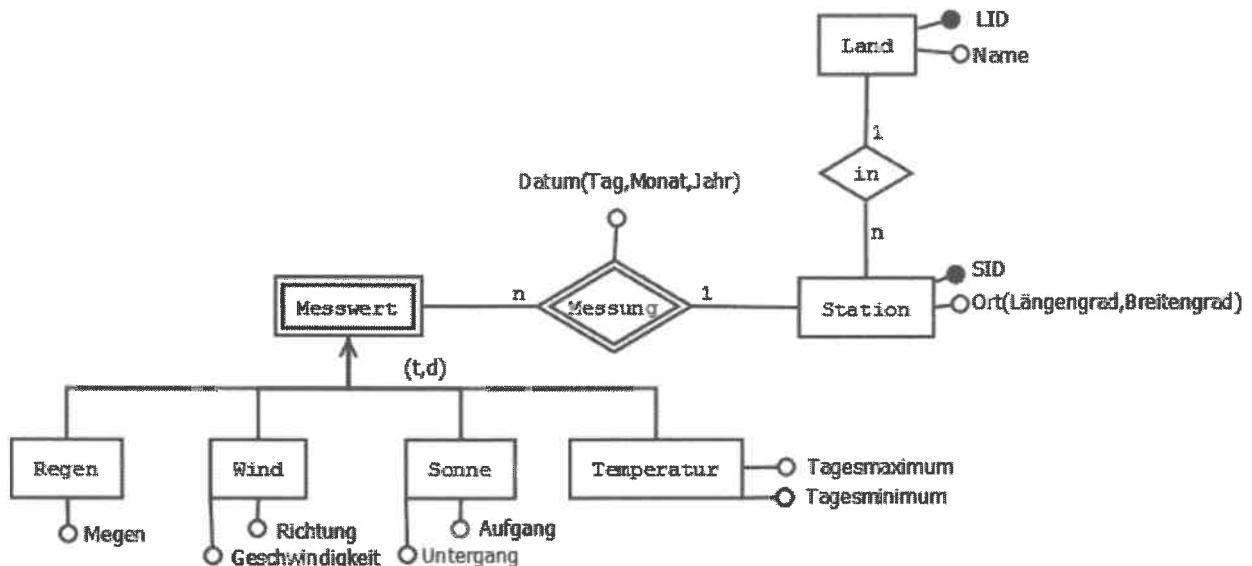 LID
Land
Name
1
in
Datum(Tag,Monat,Jahr)
n
SID
Messwert
n
Messung
1
Station
Ort(Längengrad,Breitengrad)
(t,d)
Regen
Wind
Sonne
Temperatur
Tagesmaximum
Tagesminimum
Megen
Richtung
Aufgang
Geschwindigkeit
Untergang